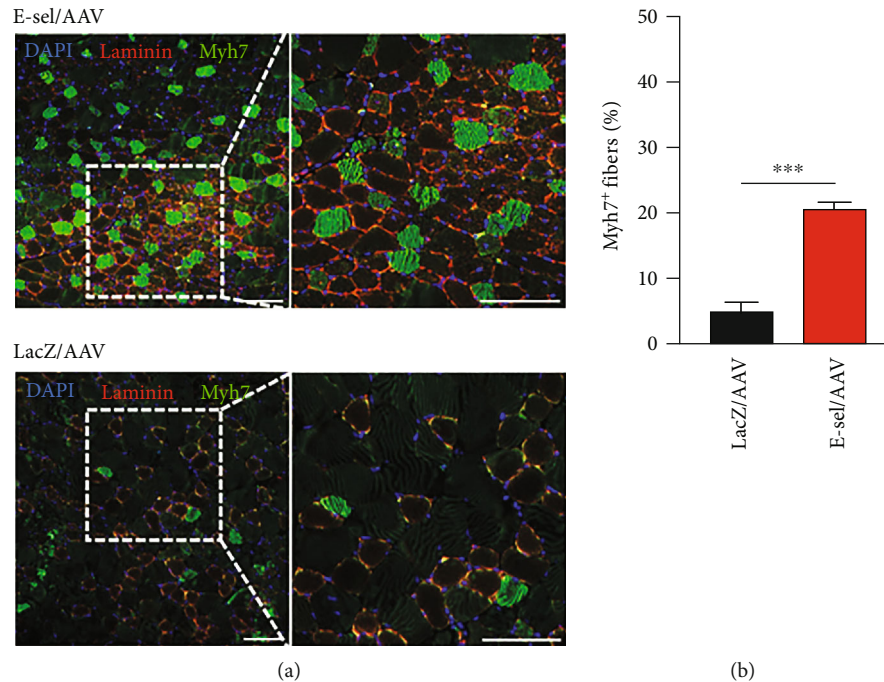 E-sel/AAV
DAPI Laminin Myh7
LacZ/AAV
DAPI Laminin Myh7
(a)
Myh7+ fibers (%)
50
40
30
20
10
0
***
LacZ/AAV
E-sel/AAV
(b)